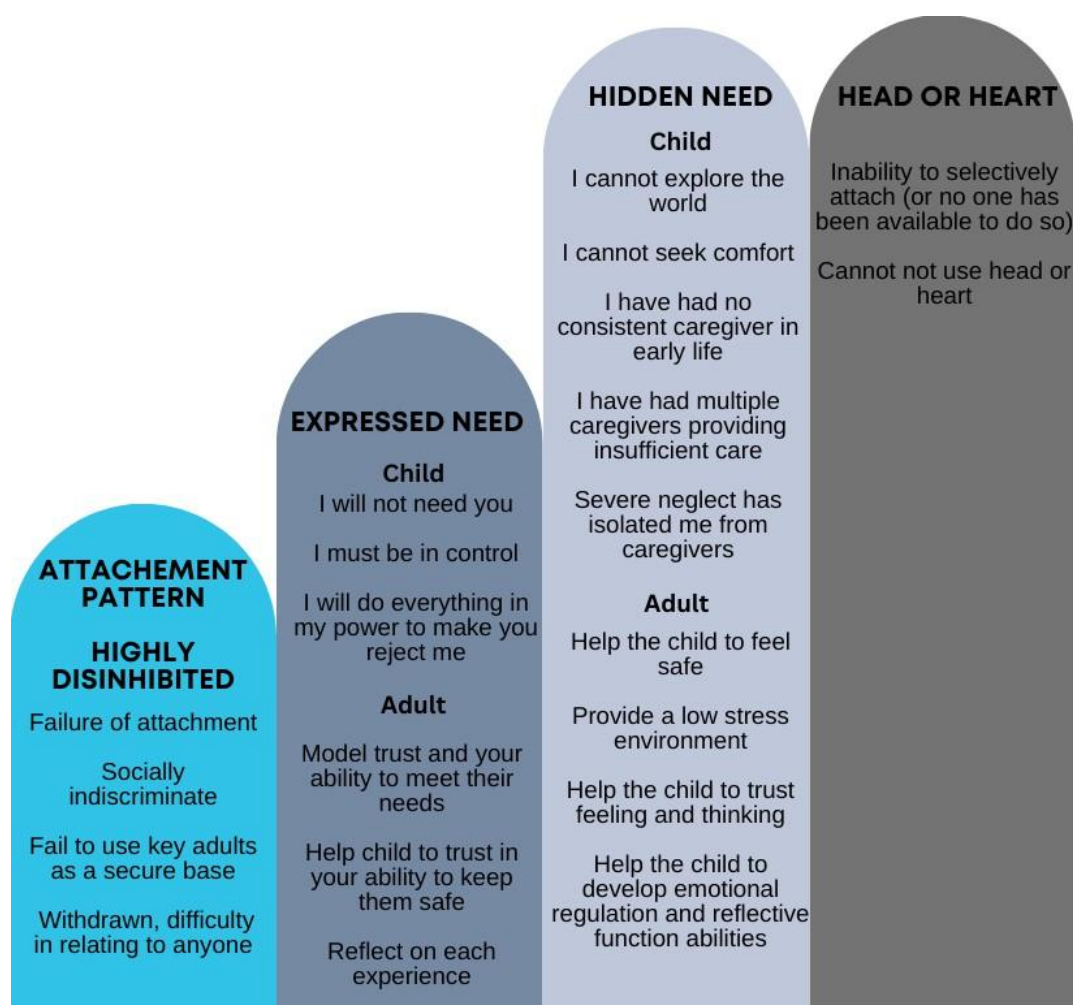 ATTACHEMENT
PATTERN
HIGHLY
DISINHIBITED
Failure of attachment
Socially
indiscriminate
Fail to use key adults
as a secure base
Withdrawn, difficulty
in relating to anyone
EXPRESSED NEED
Child
I will not need you
I must be in control
I will do everything in
my power to make you
reject me
Adult
Model trust and your
ability to meet their
needs
Help child to trust in
your ability to keep
them safe
Reflect on each
experience
HIDDEN NEED
Child
I cannot explore the
world
I cannot seek comfort
I have had no
consistent caregiver in
early life
I have had multiple
caregivers providing
insufficient care
Severe neglect has
isolated me from
caregivers
Adult
Help the child to feel
safe
Provide a low stress
environment
Help the child to trust
feeling and thinking
Help the child to
develop emotional
regulation and reflective
function abilities
HEAD OR HEART
Inability to selectively
attach (or no one has
been available to do so)
Cannot not use head or
heart